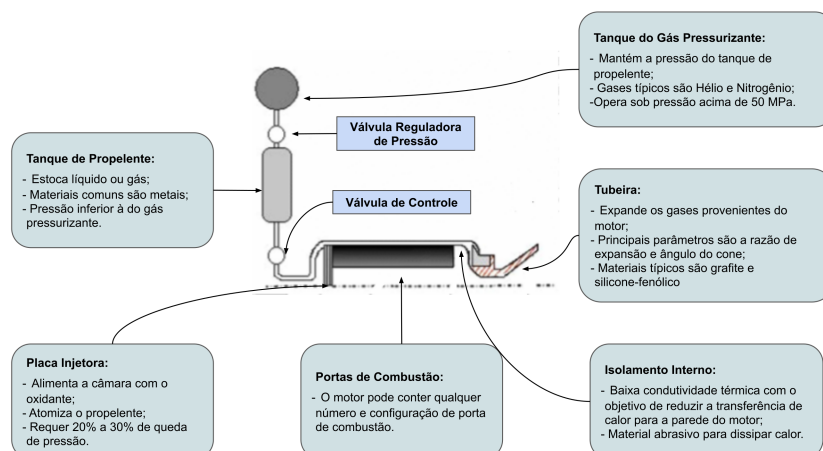 Tanque do Gás Pressurizante:
- Mantém a pressão do tanque de
propelente;
- Gases típicos são Hélio e Nitrogênio;
-Opera sob pressão acima de 50 MPa.
Válvula Reguladora
de Pressão
Tanque de Propelente:
- Estoca líquido ou gás;
- Materiais comuns são metais;
- Pressão inferior à do gás
pressurizante.
Válvula de Controle
Tubeira:
- Expande os gases provenientes do
motor;
- Principais parâmetros são a razão de
expansão e ângulo do cone;
- Materiais típicos são grafite e
silicone-fenólico
Placa Injetora:
- Alimenta a câmara com o
oxidante;
- Atomiza o propelente;
- Requer 20% a 30% de queda
de pressão.
Portas de Combustão:
- O motor pode conter qualquer
número e configuração de porta
de combustão.
Isolamento Interno:
- Baixa condutividade térmica com o
objetivo de reduzir a transferência de
calor para a parede do motor;
- Material abrasivo para dissipar calor.